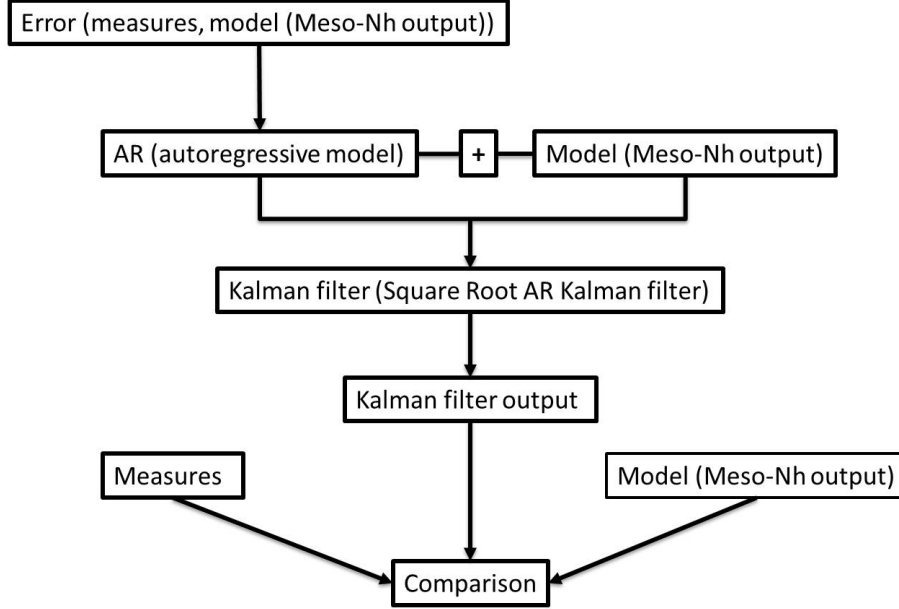 Error (measures, model (Meso-Nh output))
AR (autoregressive model)
+
Model (Meso-Nh output)
Kalman filter (Square Root AR Kalman filter)
Kalman filter output
Measures
Model (Meso-Nh output)
Comparison